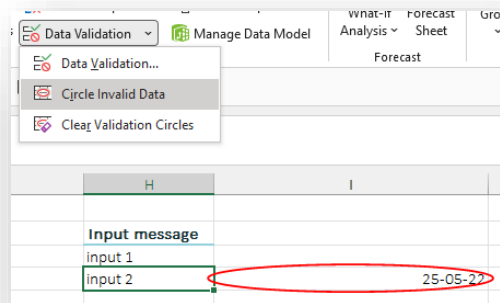 Data Validation
Manage Data Model
What-If Forecast
Analysis Sheet
Forecast
Data Validation...
Circle Invalid Data
Clear Validation Circles
H I
Input message
input 1
input 2 25-05-22